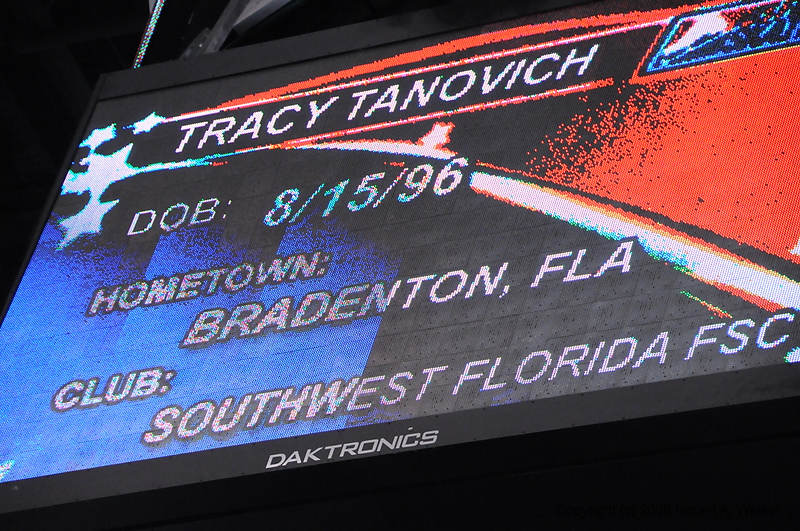 TRACY TANOVICH
DOB: 8/15/96
HOMETOWN:
BRADENTON, FLA
CLUB:
SOUTHWEST FLORIDA FSC
DAKTRONICS